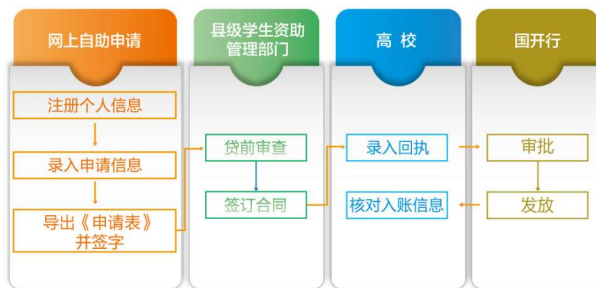 网上自助申请
注册个人信息
录入申请信息
导出《申请表》
并签字
县级学生资助
管理部门
贷前审查
签订合同
高校
录入回执
核对入账信息
国开行
审批
发放